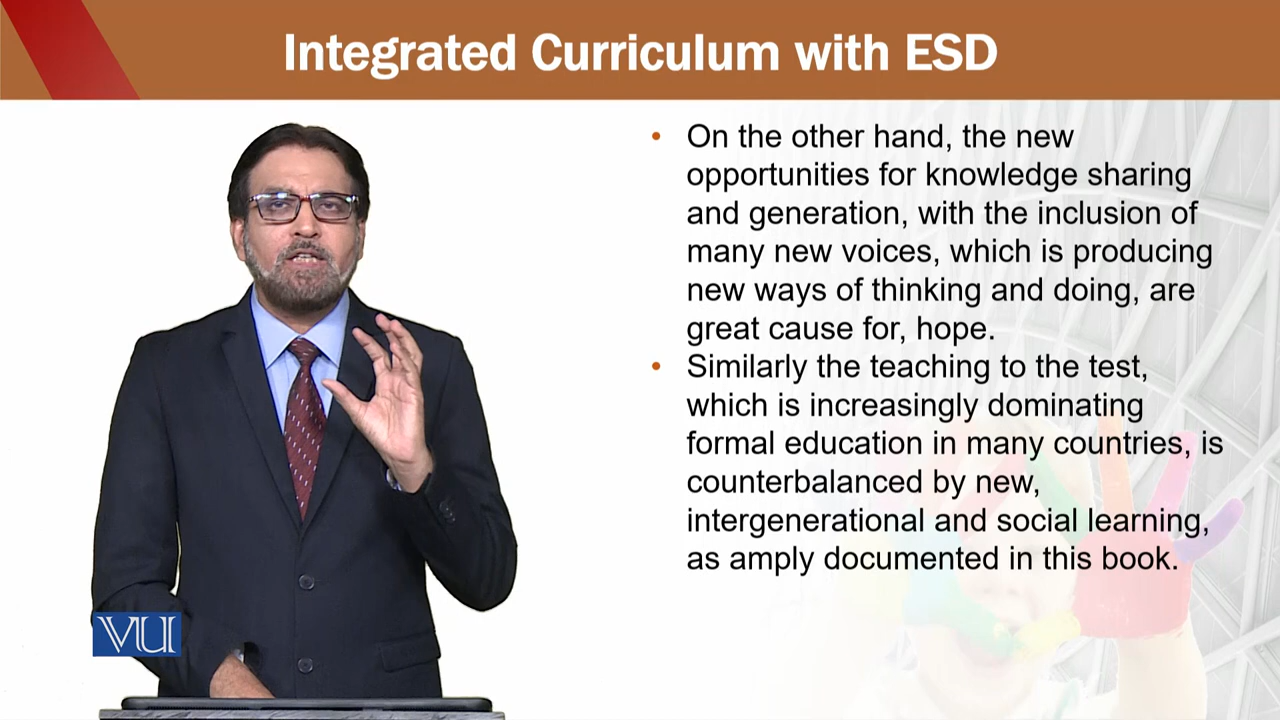 Integrated Curriculum with ESD
• On the other hand, the new
opportunities for knowledge sharing
and generation, with the inclusion of
many new voices, which is producing
new ways of thinking and doing, are
great cause for, hope.
• Similarly the teaching to the test,
which is increasingly dominating
formal education in many countries, is
counterbalanced by new,
intergenerational and social learning,
as amply documented in this book.
VU